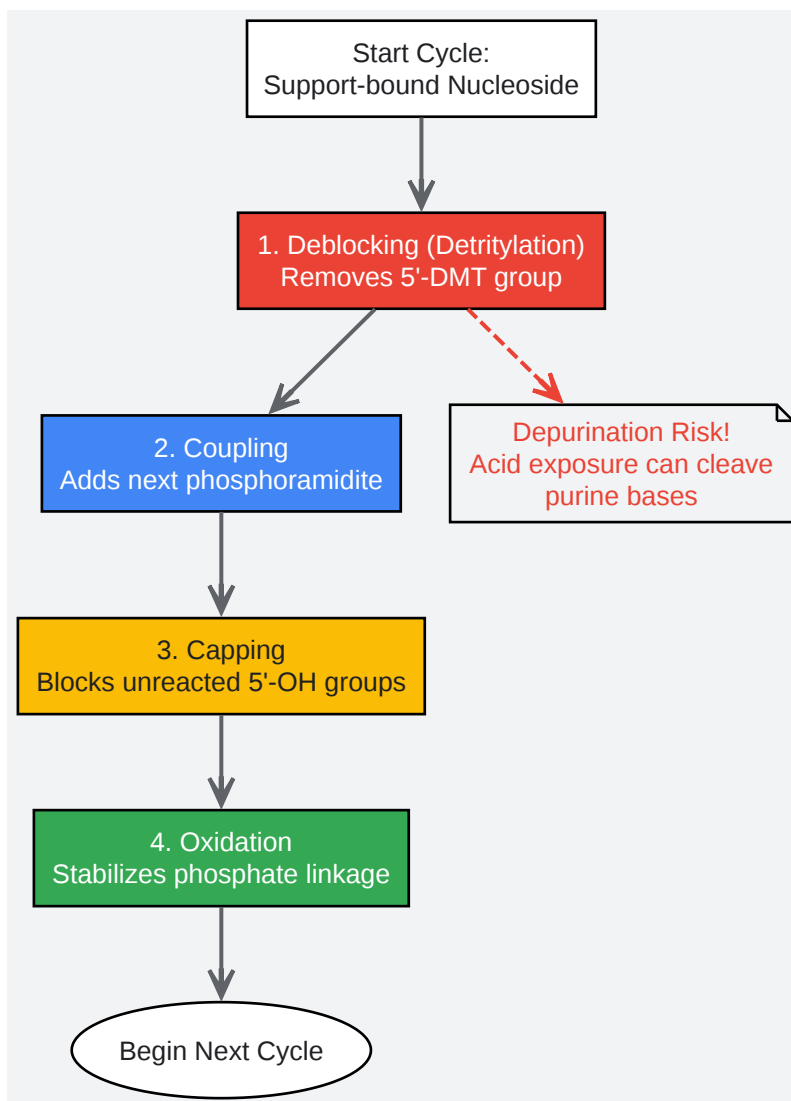 Start Cycle:
Support-bound Nucleoside
1. Deblocking (Detritylation)
Removes 5'-DMT group
2. Coupling
Adds next phosphoramidite
Depurination Risk!
Acid exposure can cleave
purine bases
3. Capping
Blocks unreacted 5'-OH groups
4. Oxidation
Stabilizes phosphate linkage
Begin Next Cycle